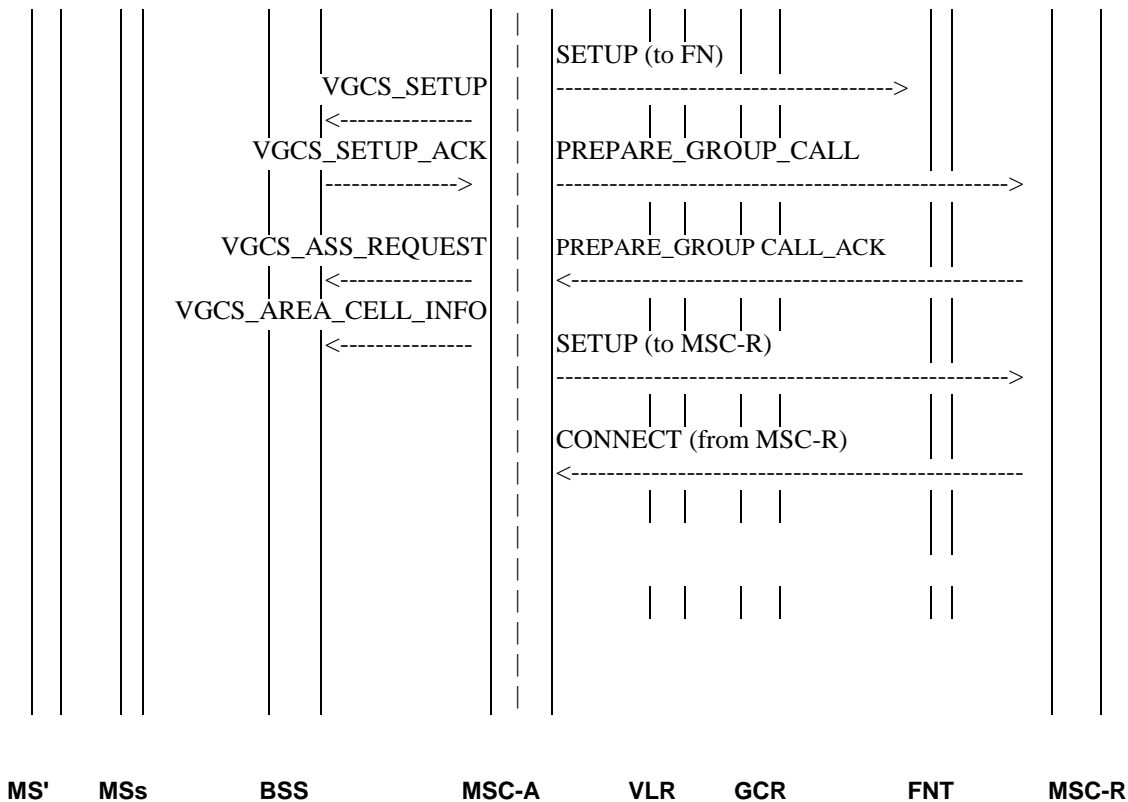 SETUP (to FN)
VGCS_SETUP -------------------------------------->
<---------------
VGCS_SETUP_ACK PREPARE_GROUP_CALL
---------------> --------------------------------------------------->
VGCS_ASS_REQUEST PREPARE_GROUP CALL_ACK
<--------------- <---------------------------------------------------
VGCS_AREA_CELL_INFO
<--------------- SETUP (to MSC-R)
--------------------------------------------------->
CONNECT (from MSC-R)
<---------------------------------------------------
MS' MSs BSS MSC-A VLR GCR FNT MSC-R